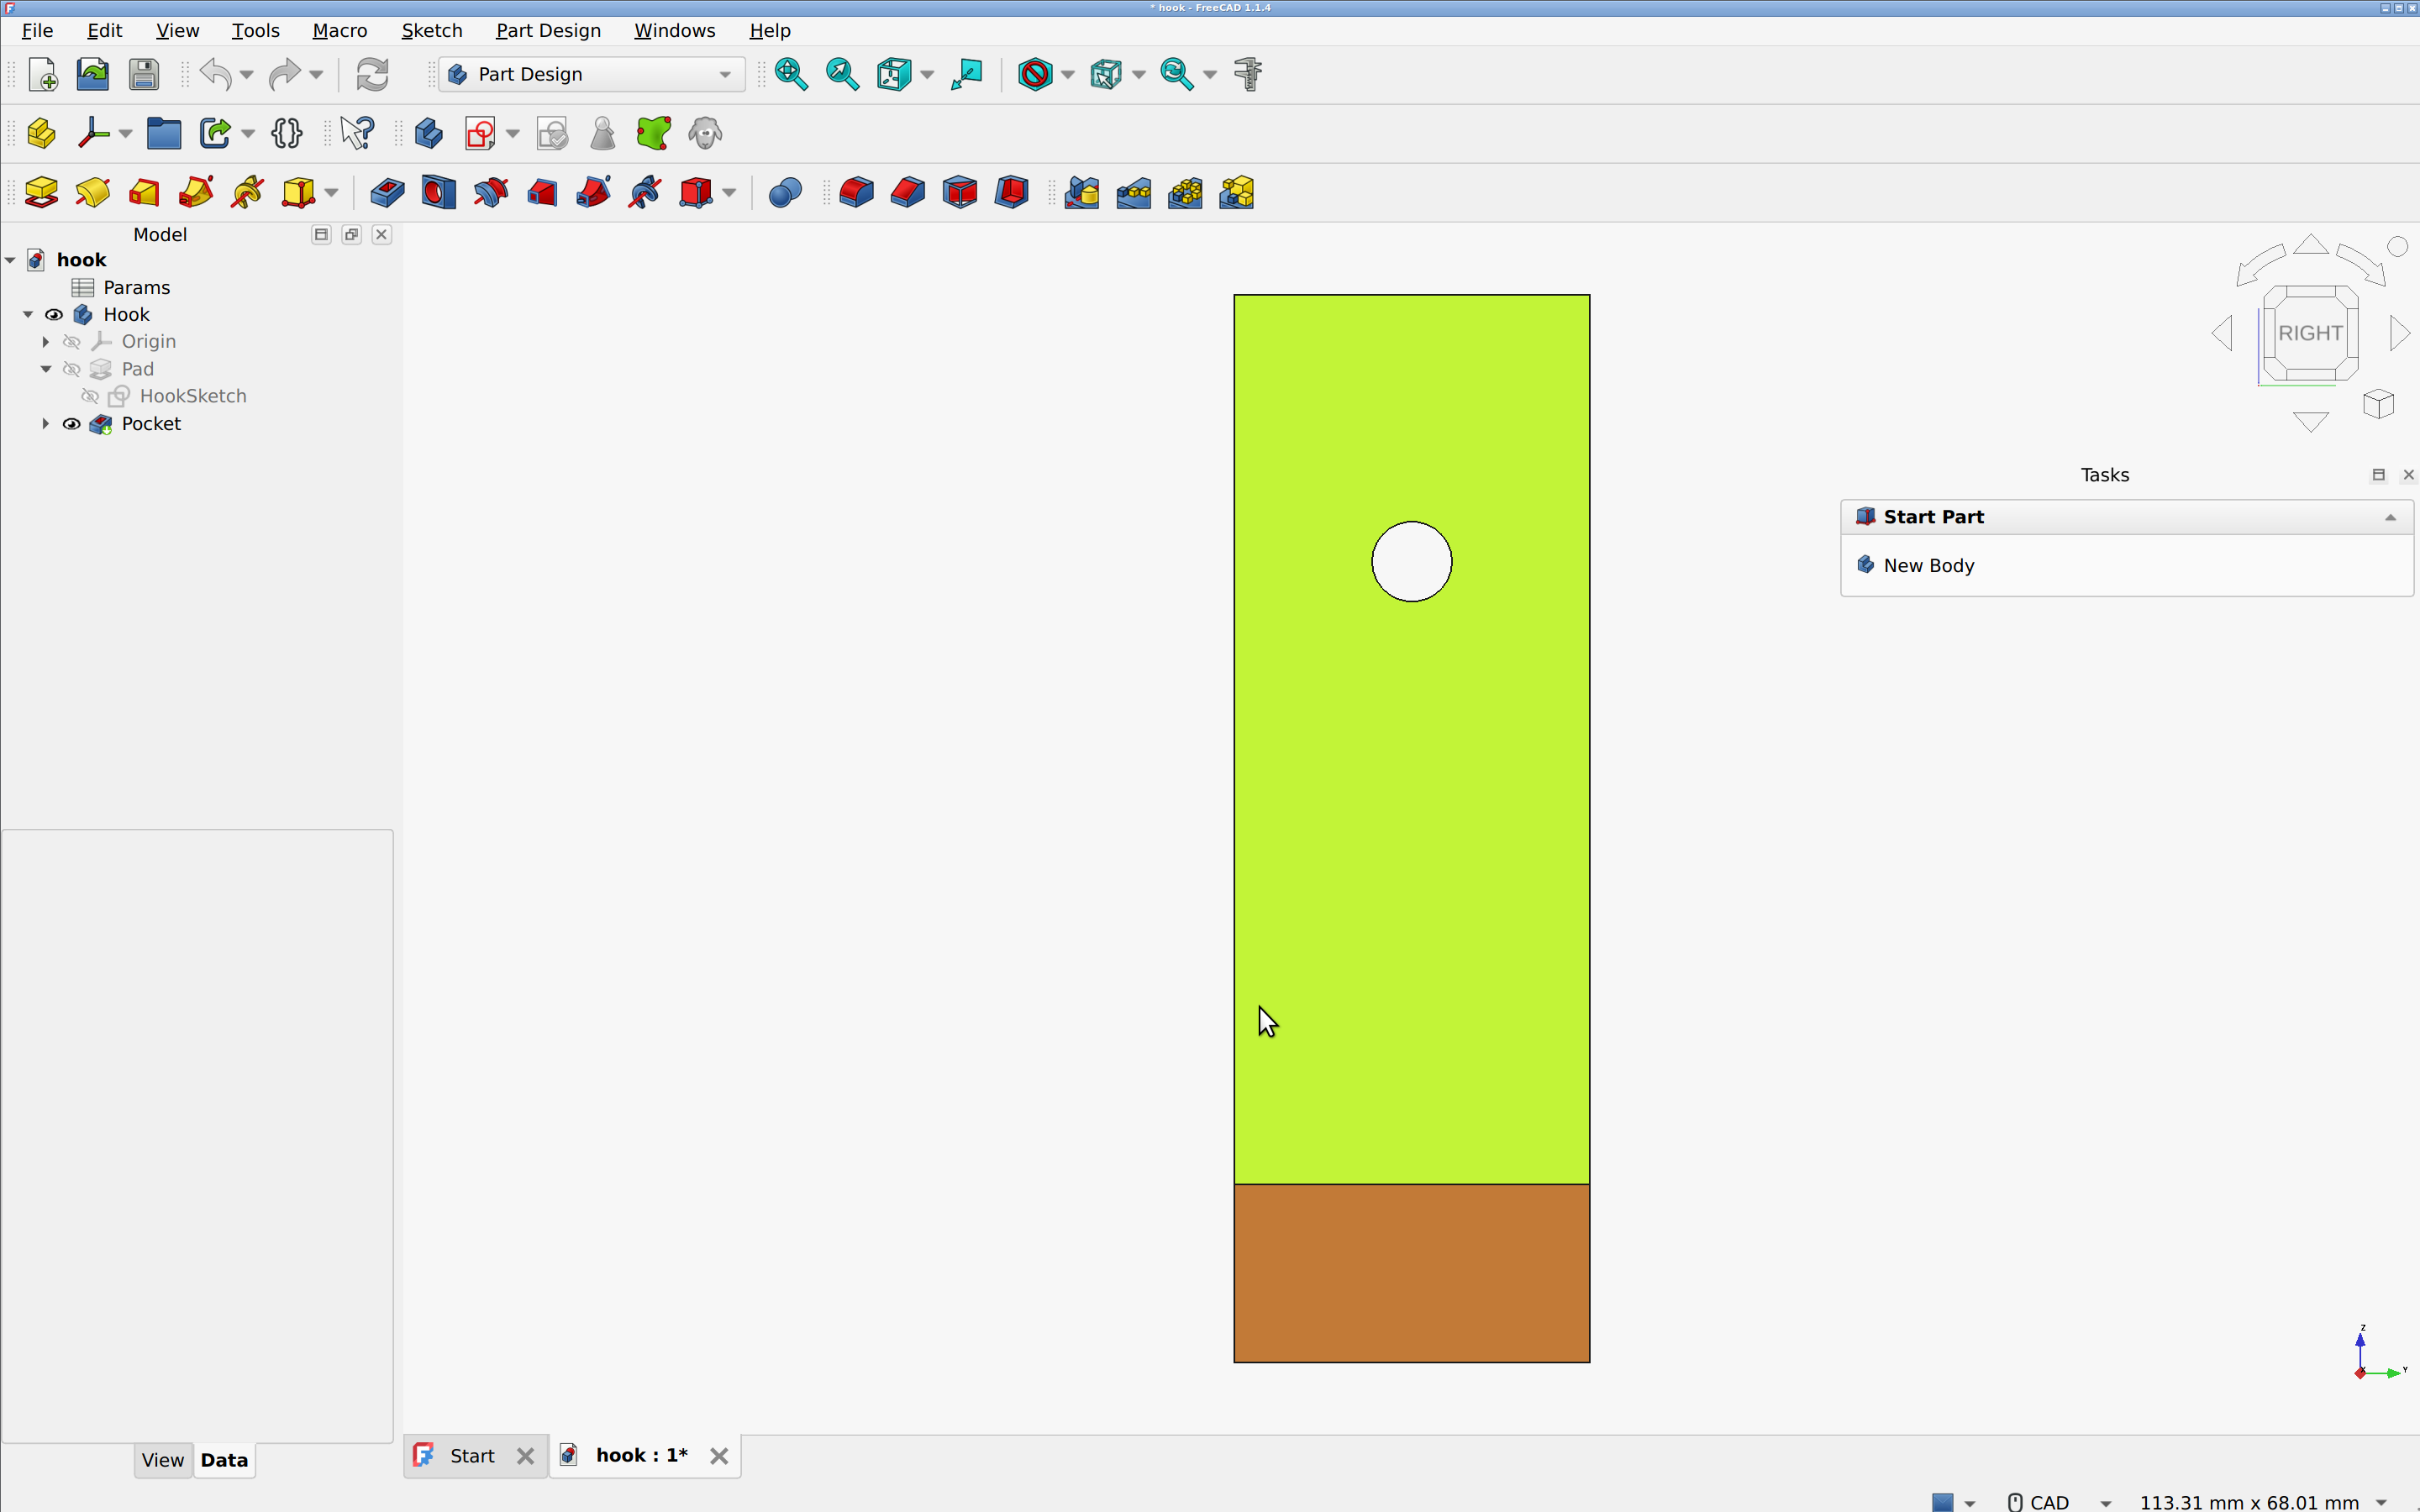 * hook - FreeCAD 1.1.4
File Edit View Tools Macro Sketch Part Design Windows Help
Part Design
Model
hook
Params
Hook
Origin
Pad
HookSketch
Pocket
RIGHT
Tasks
Start Part
New Body
Z
Y
View Data
Start hook : 1*
CAD 113.31 mm x 68.01 mm